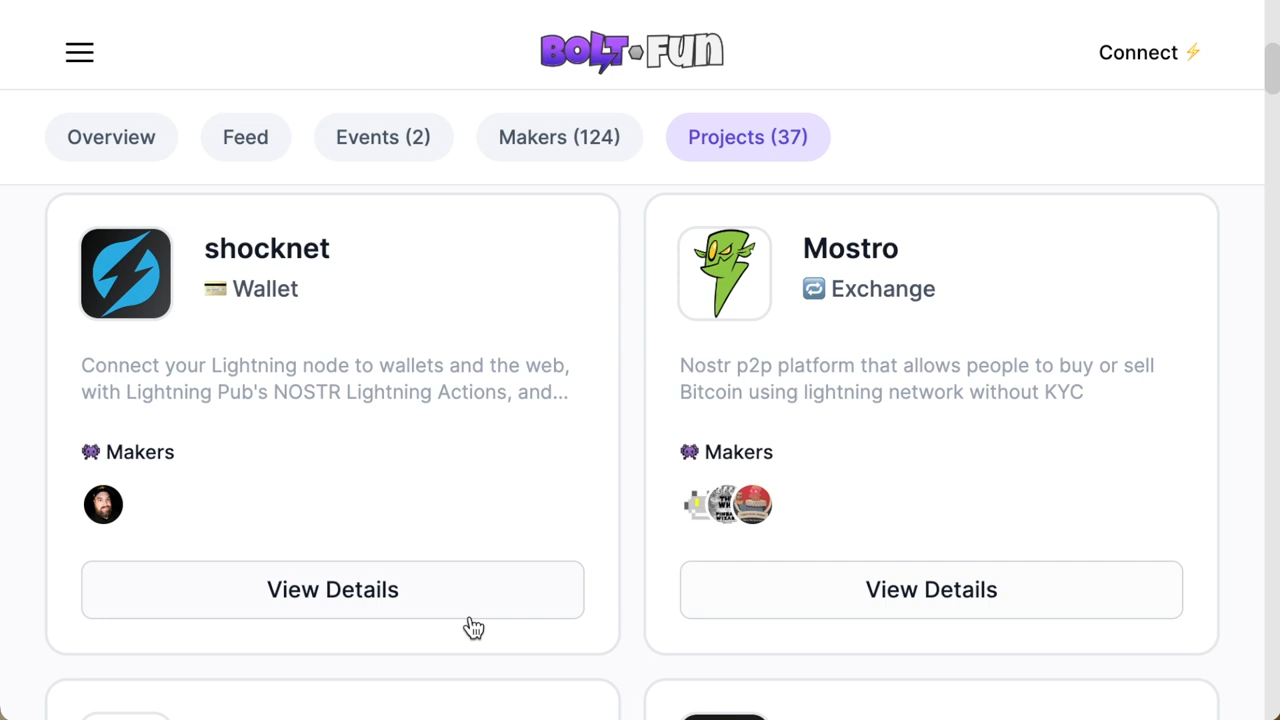 BOLT FUN
Connect⚡
Overview
Feed
Events (2)
Makers (124)
Projects (37)
shocknet
💳 Wallet
Connect your Lightning node to wallets and the web,
with Lightning Pub's NOSTR Lightning Actions, and...
👾 Makers
View Details
Mostro
🔁 Exchange
Nostr p2p platform that allows people to buy or sell
Bitcoin using lightning network without KYC
👾 Makers
View Details